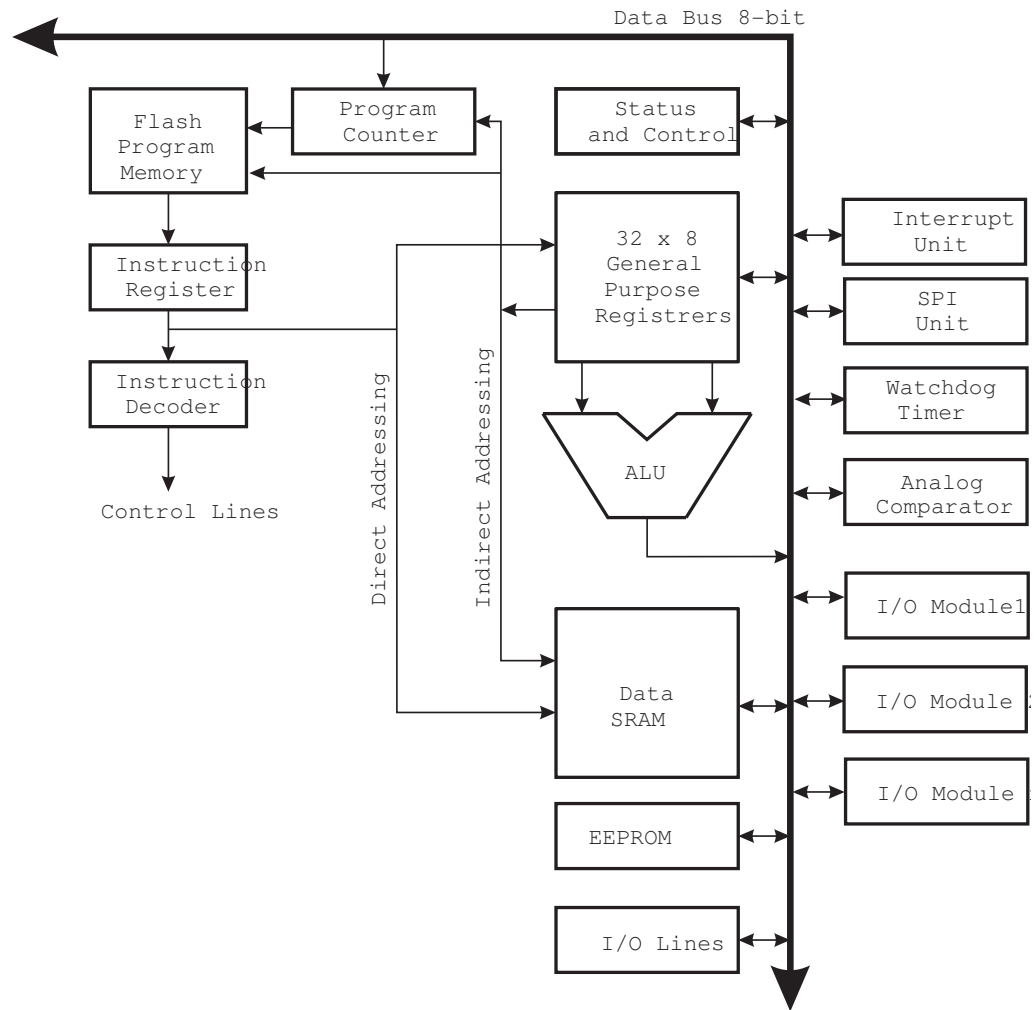 Data Bus 8-bit
Flash
Program
Memory
Program
Counter
Status
and Control
Instruction
Register
32 x 8
General
Purpose
Registrers
Interrupt
Unit
SPI
Unit
Instruction
Decoder
Watchdog
Timer
Control Lines
Direct Addressing
Indirect Addressing
ALU
Analog
Comparator
I/O Module1
Data
SRAM
I/O Module 2
I/O Module
EEPROM
I/O Lines